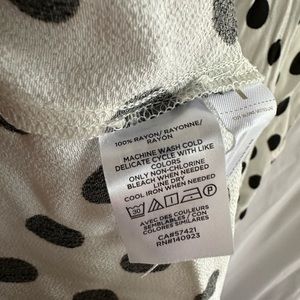 100% RAYON/ RAYONNE/
RAYON
MACHINE WASH COLD
DELICATE CYCLE WITH LIKE
COLORS
ONLY NON-CHLORINE
BLEACH WHEN NEEDED
LINE DRY
COOL IRON WHEN NEEDED
30 P
AVEC DES COULEURS
SEMBLABLES / CON
COLORES SIMILARES
CA#57421
RN#140923